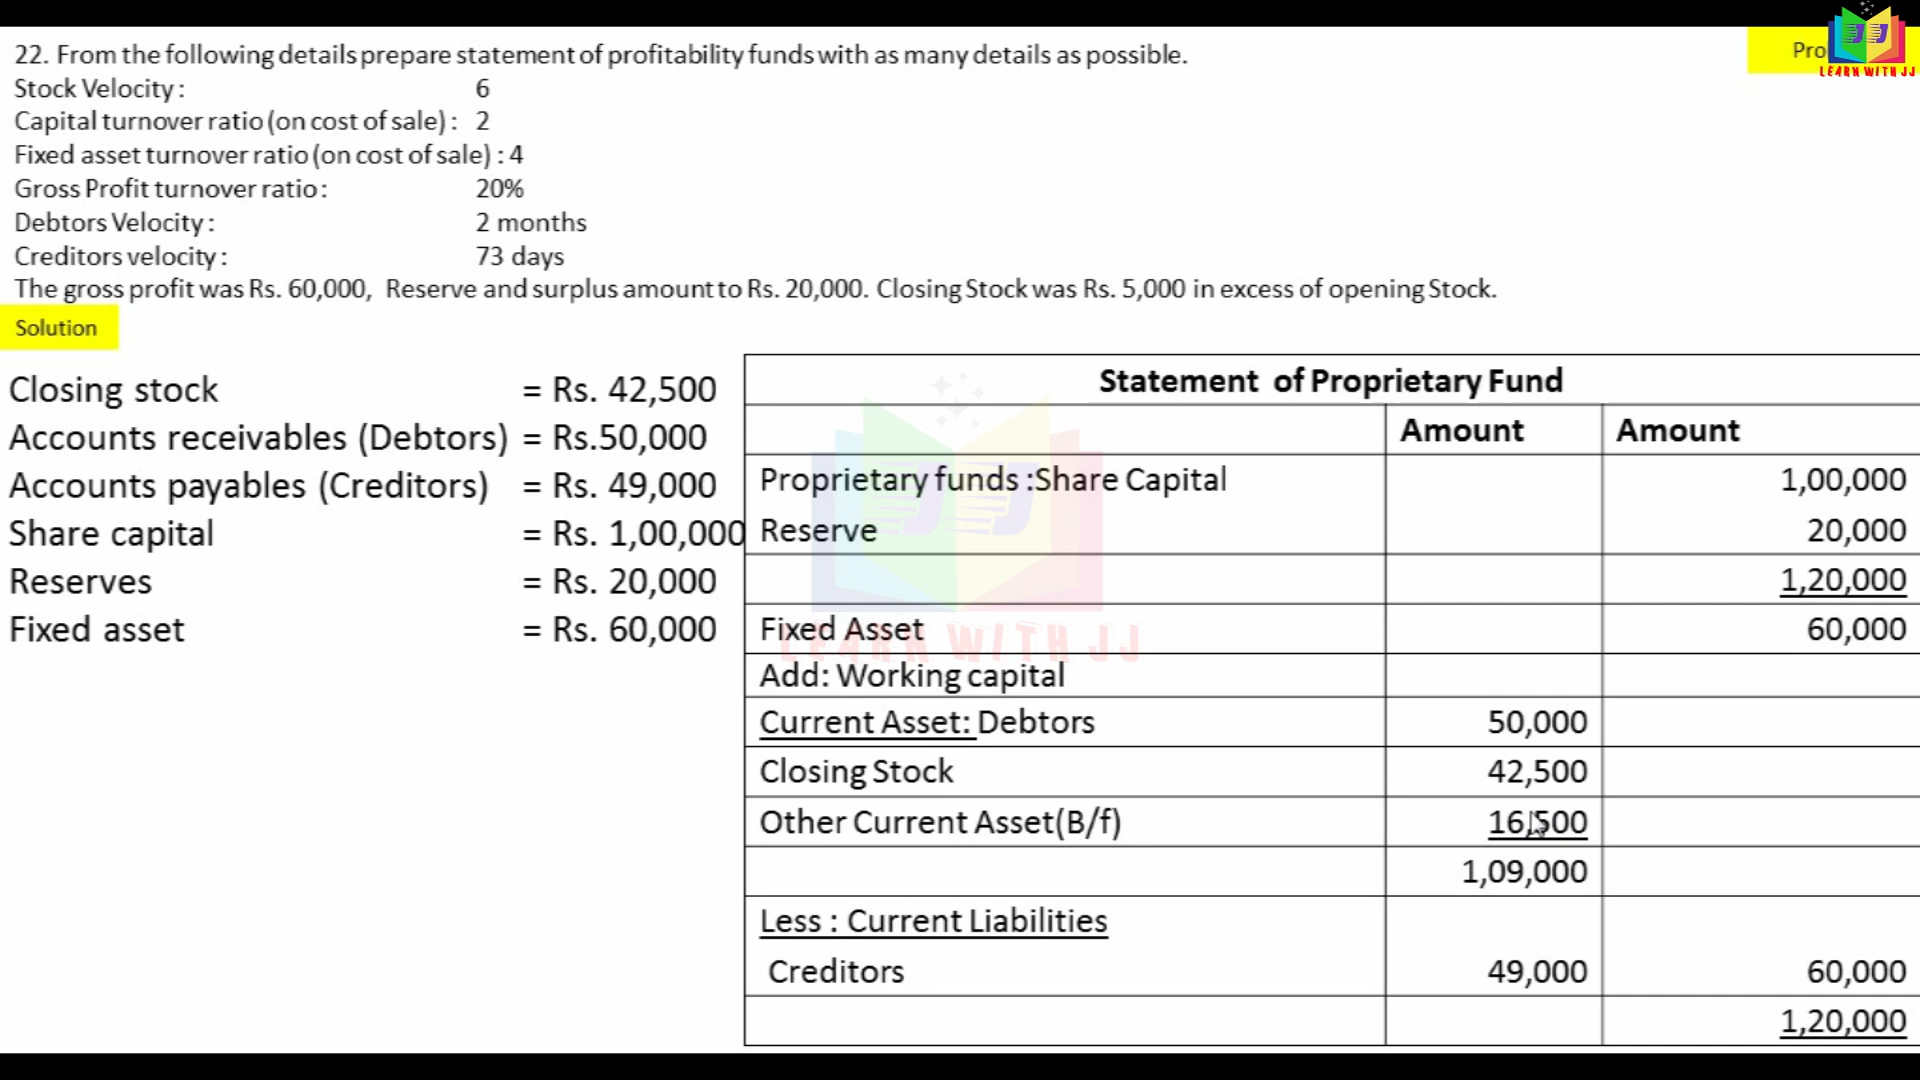 22. From the following details prepare statement of profitability funds with as many details as possible.
Pro
LEARN WITH JJ
Stock Velocity : 6
Capital turnover ratio (on cost of sale) : 2
Fixed asset turnover ratio (on cost of sale) : 4
Gross Profit turnover ratio : 20%
Debtors Velocity : 2 months
Creditors velocity : 73 days
The gross profit was Rs. 60,000, Reserve and surplus amount to Rs. 20,000. Closing Stock was Rs. 5,000 in excess of opening Stock.
Solution
Closing stock = Rs. 42,500
Accounts receivables (Debtors) = Rs.50,000
Accounts payables (Creditors) = Rs. 49,000
Share capital = Rs. 1,00,000
Reserves = Rs. 20,000
Fixed asset = Rs. 60,000
Statement of Proprietary Fund
Amount Amount
Proprietary funds :Share Capital 1,00,000
Reserve 20,000
1,20,000
Fixed Asset 60,000
LEARN WITH JJ
Add: Working capital
Current Asset: Debtors 50,000
Closing Stock 42,500
Other Current Asset(B/f) 16,500
1,09,000
Less : Current Liabilities
Creditors 49,000 60,000
1,20,000